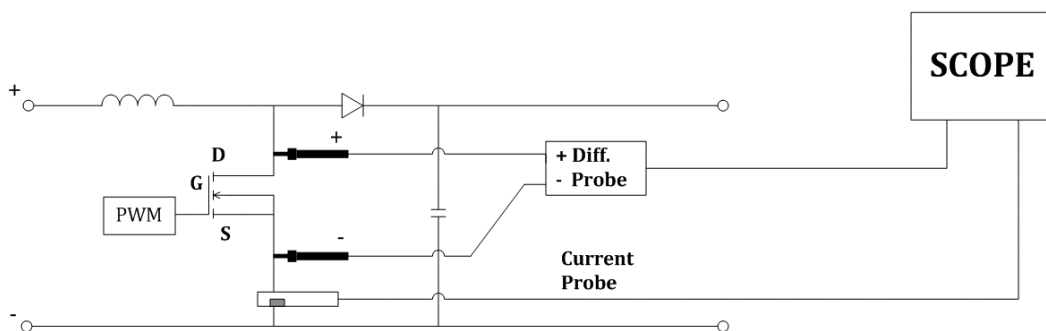 SCOPE
+
+
D
+ Diff.
- Probe
G
PWM
S
-
Current
Probe
-